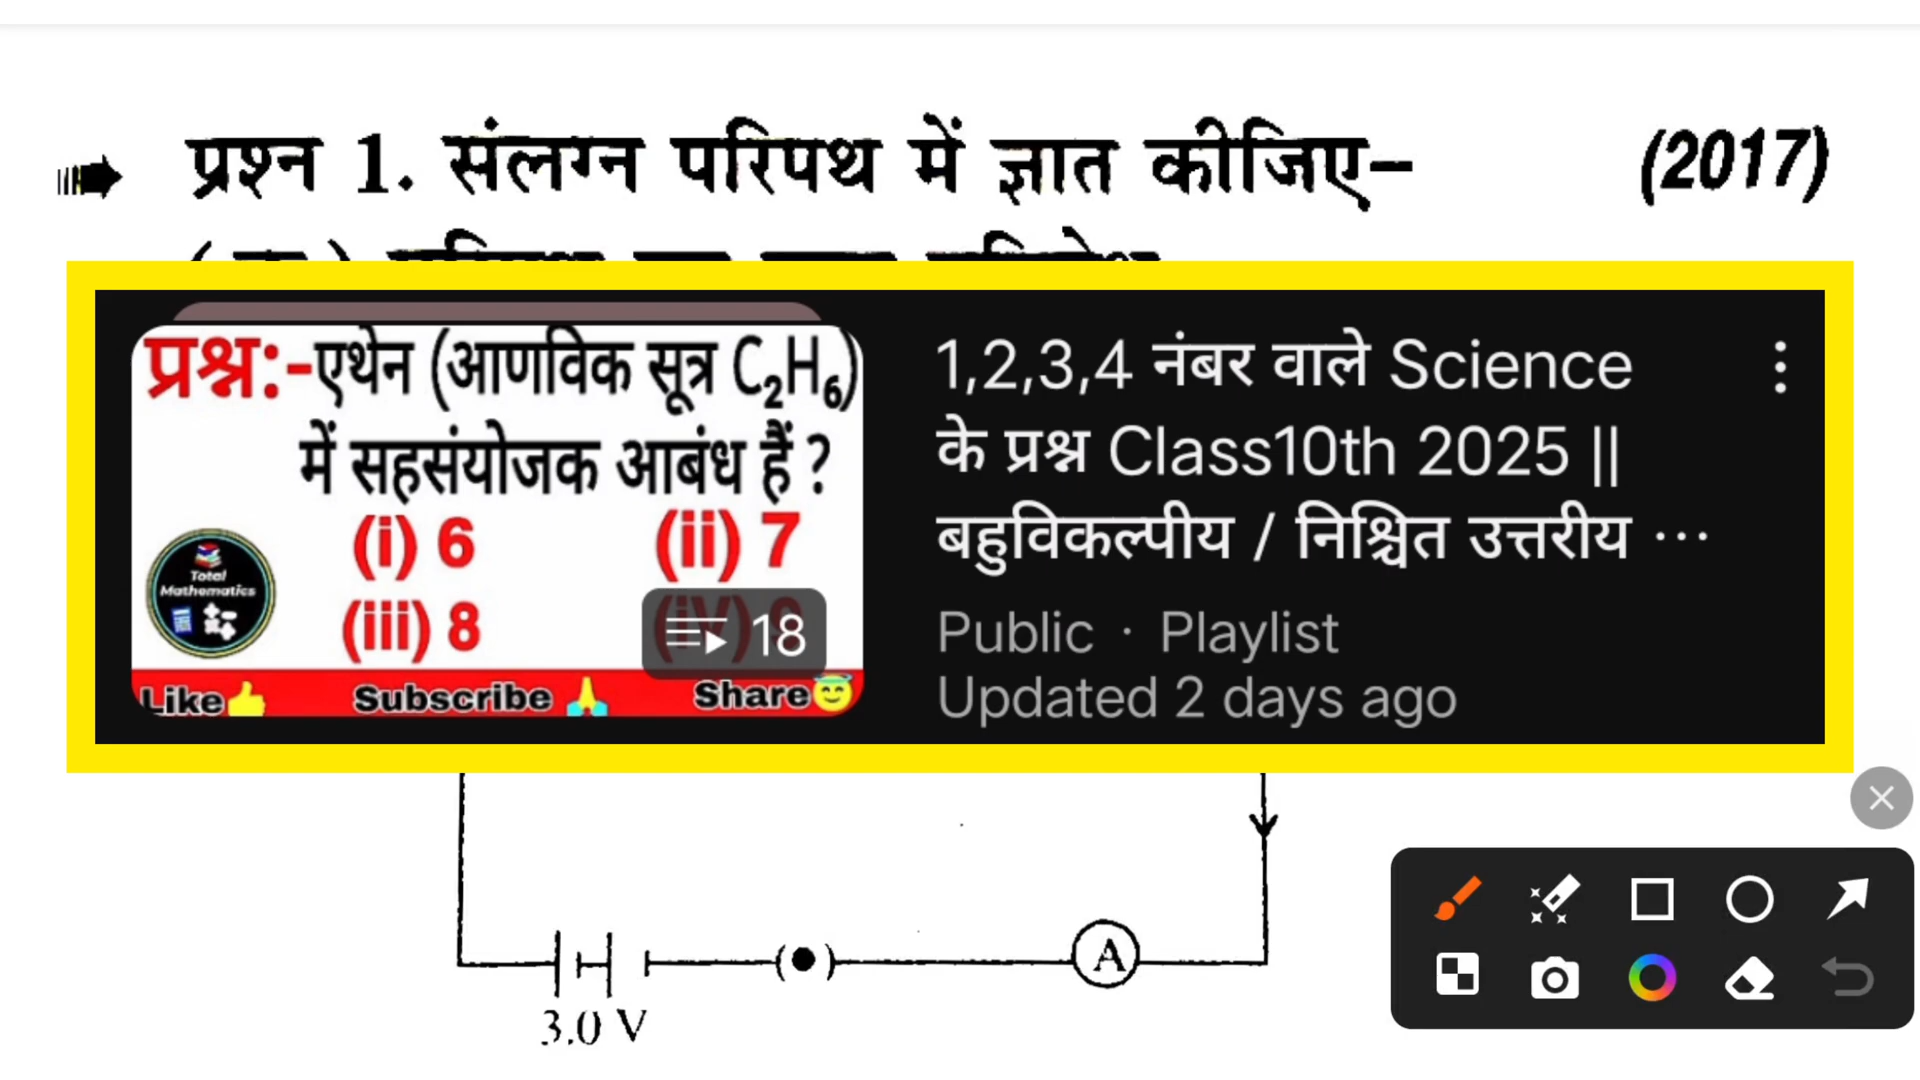 प्रश्न 1. संलग्न परिपथ में ज्ञात कीजिए– (2017)
प्रश्न:-एथेन (आणविक सूत्र C₂H₆)
में सहसंयोजक आबंध हैं ?
(i) 6 (ii) 7
(iii) 8 (iv) 9
Total
Mathematics
18
Like Subscribe Share
1,2,3,4 नंबर वाले Science
के प्रश्न Class10th 2025 ||
बहुविकल्पीय / निश्चित उत्तरीय ...
Public · Playlist
Updated 2 days ago
A
3.0 V